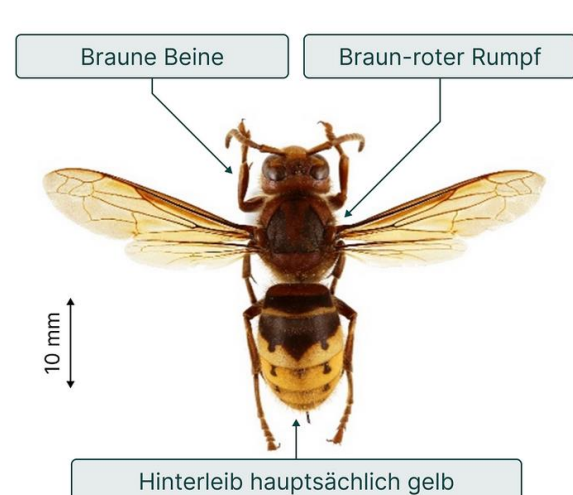 Braune Beine
Braun-roter Rumpf
10 mm
Hinterleib hauptsächlich gelb